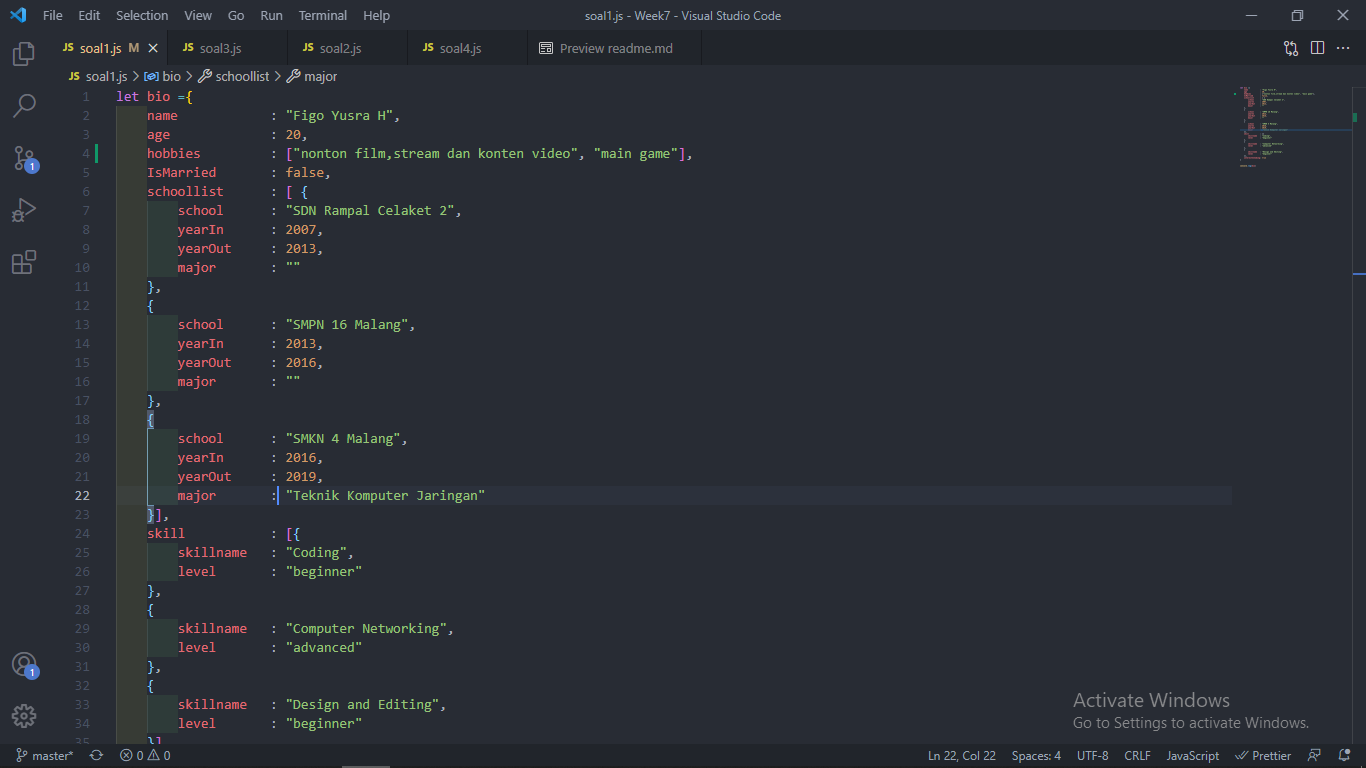 File Edit Selection View Go Run Terminal Help soal1.js - Week7 - Visual Studio Code
JS soal1.js M JS soal3.js JS soal2.js JS soal4.js Preview readme.md
JS soal1.js > bio > schoollist > major
1 let bio ={
2 name : "Figo Yusra H",
3 age : 20,
4 hobbies : ["nonton film,stream dan konten video", "main game"],
5 IsMarried : false,
6 schoollist : [ {
7 school : "SDN Rampal Celaket 2",
8 yearIn : 2007,
9 yearOut : 2013,
10 major : ""
11 },
12 {
13 school : "SMPN 16 Malang",
14 yearIn : 2013,
15 yearOut : 2016,
16 major : ""
17 },
18 {
19 school : "SMKN 4 Malang",
20 yearIn : 2016,
21 yearOut : 2019,
22 major : "Teknik Komputer Jaringan"
23 }],
24 skill : [{
25 skillname : "Coding",
26 level : "beginner"
27 },
28 {
29 skillname : "Computer Networking",
30 level : "advanced"
31 },
32 {
33 skillname : "Design and Editing",
34 level : "beginner"
35 }]
1
1
Activate Windows
Go to Settings to activate Windows.
master* 0 0 Ln 22, Col 22 Spaces: 4 UTF-8 CRLF JavaScript Prettier